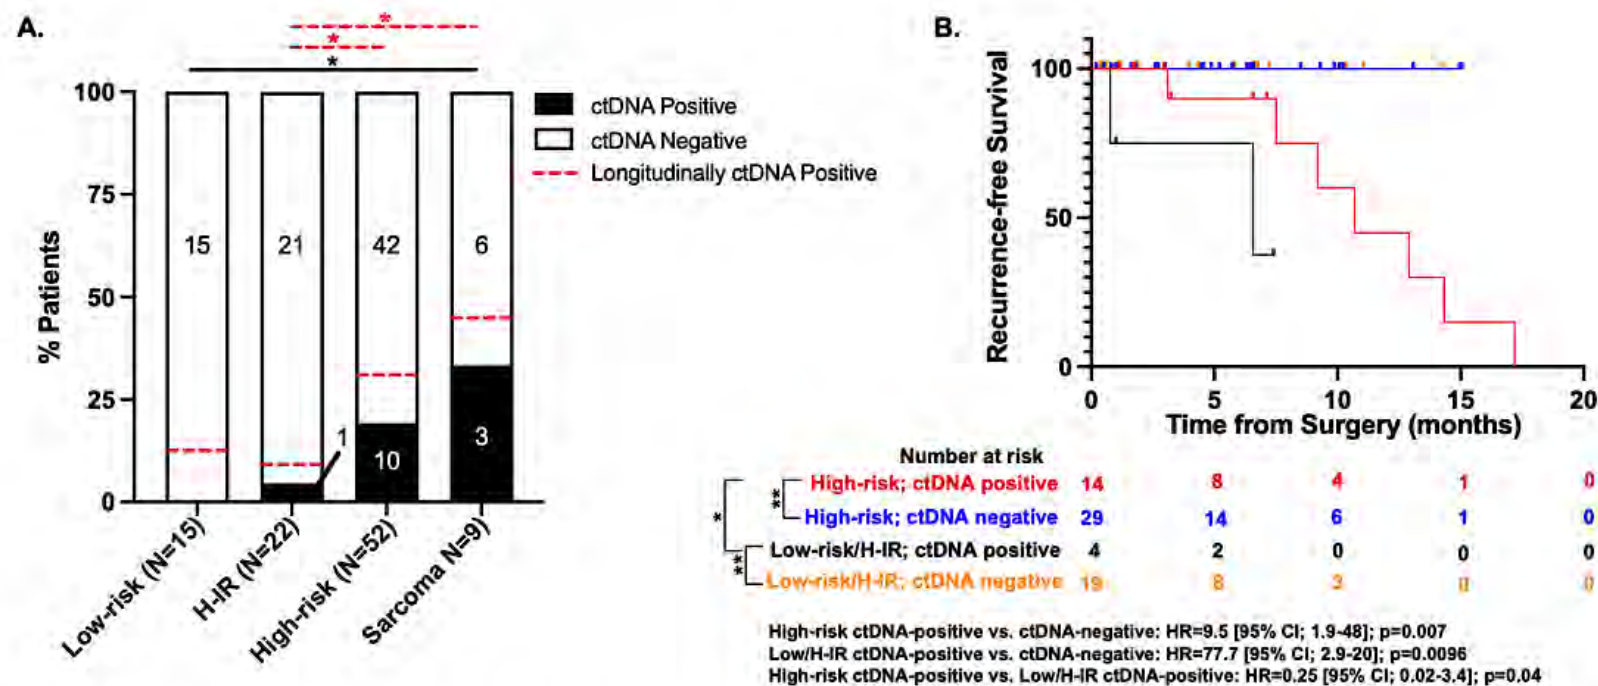 A.
*
*
*
100
75
50
25
0
% Patients
15
21
42
6
1
10
3
Low-risk (N=15)
H-IR (N=22)
High-risk (N=52)
Sarcoma N=9)
ctDNA Positive
ctDNA Negative
Longitudinally ctDNA Positive
B.
Recurrence-free Survival
100
50
0
0 5 10 15 20
Time from Surgery (months)
Number at risk
High-risk; ctDNA positive 14 8 4 1 0
High-risk; ctDNA negative 29 14 6 1 0
Low-risk/H-IR; ctDNA positive 4 2 0 0 0
Low-risk/H-IR; ctDNA negative 19 8 3 0 0
*
**
**
High-risk ctDNA-positive vs. ctDNA-negative: HR=9.5 [95% CI; 1.9-48]; p=0.007
Low/H-IR ctDNA-positive vs. ctDNA-negative: HR=77.7 [95% CI; 2.9-20]; p=0.0096
High-risk ctDNA-positive vs. Low/H-IR ctDNA-positive: HR=0.25 [95% CI; 0.02-3.4]; p=0.04